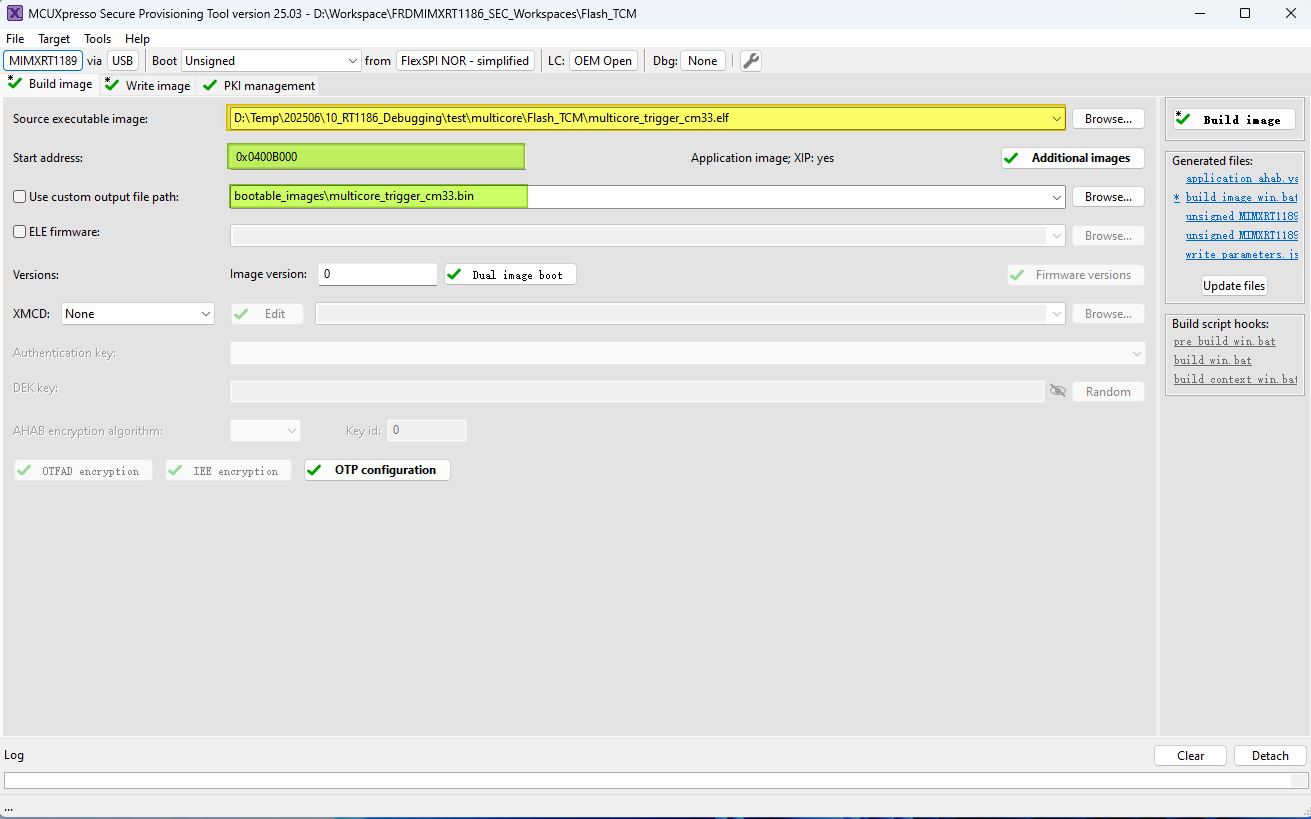 MCUXpresso Secure Provisioning Tool version 25.03 - D:\Workspace\FRDMIMXRT1186_SEC_Workspaces\Flash_TCM
File Target Tools Help
MIMXRT1189 via USB Boot Unsigned from FlexSPI NOR - simplified LC: OEM Open Dbg: None
* Build image * Write image PKI management
Source executable image: D:\Temp\202506\10_RT1186_Debugging\test\multicore\Flash_TCM\multicore_trigger_cm33.elf Browse...
Start address: 0x0400B000 Application image; XIP: yes Additional images
Use custom output file path: bootable_images\multicore_trigger_cm33.bin Browse...
ELE firmware: Browse...
Versions: Image version: 0 Dual image boot Firmware versions
XMCD: None Edit Browse...
Authentication key:
DEK key: Random
AHAB encryption algorithm: Key id: 0
OTFAD encryption IEE encryption OTP configuration
* Build image
Generated files:
application_ahab.ya
* build_image_win.bat
unsigned_MIMXRT1189
unsigned_MIMXRT1189
write_parameters.js
Update files
Build script hooks:
pre_build_win.bat
build_win.bat
build_context_win.bat
Log Clear Detach
...